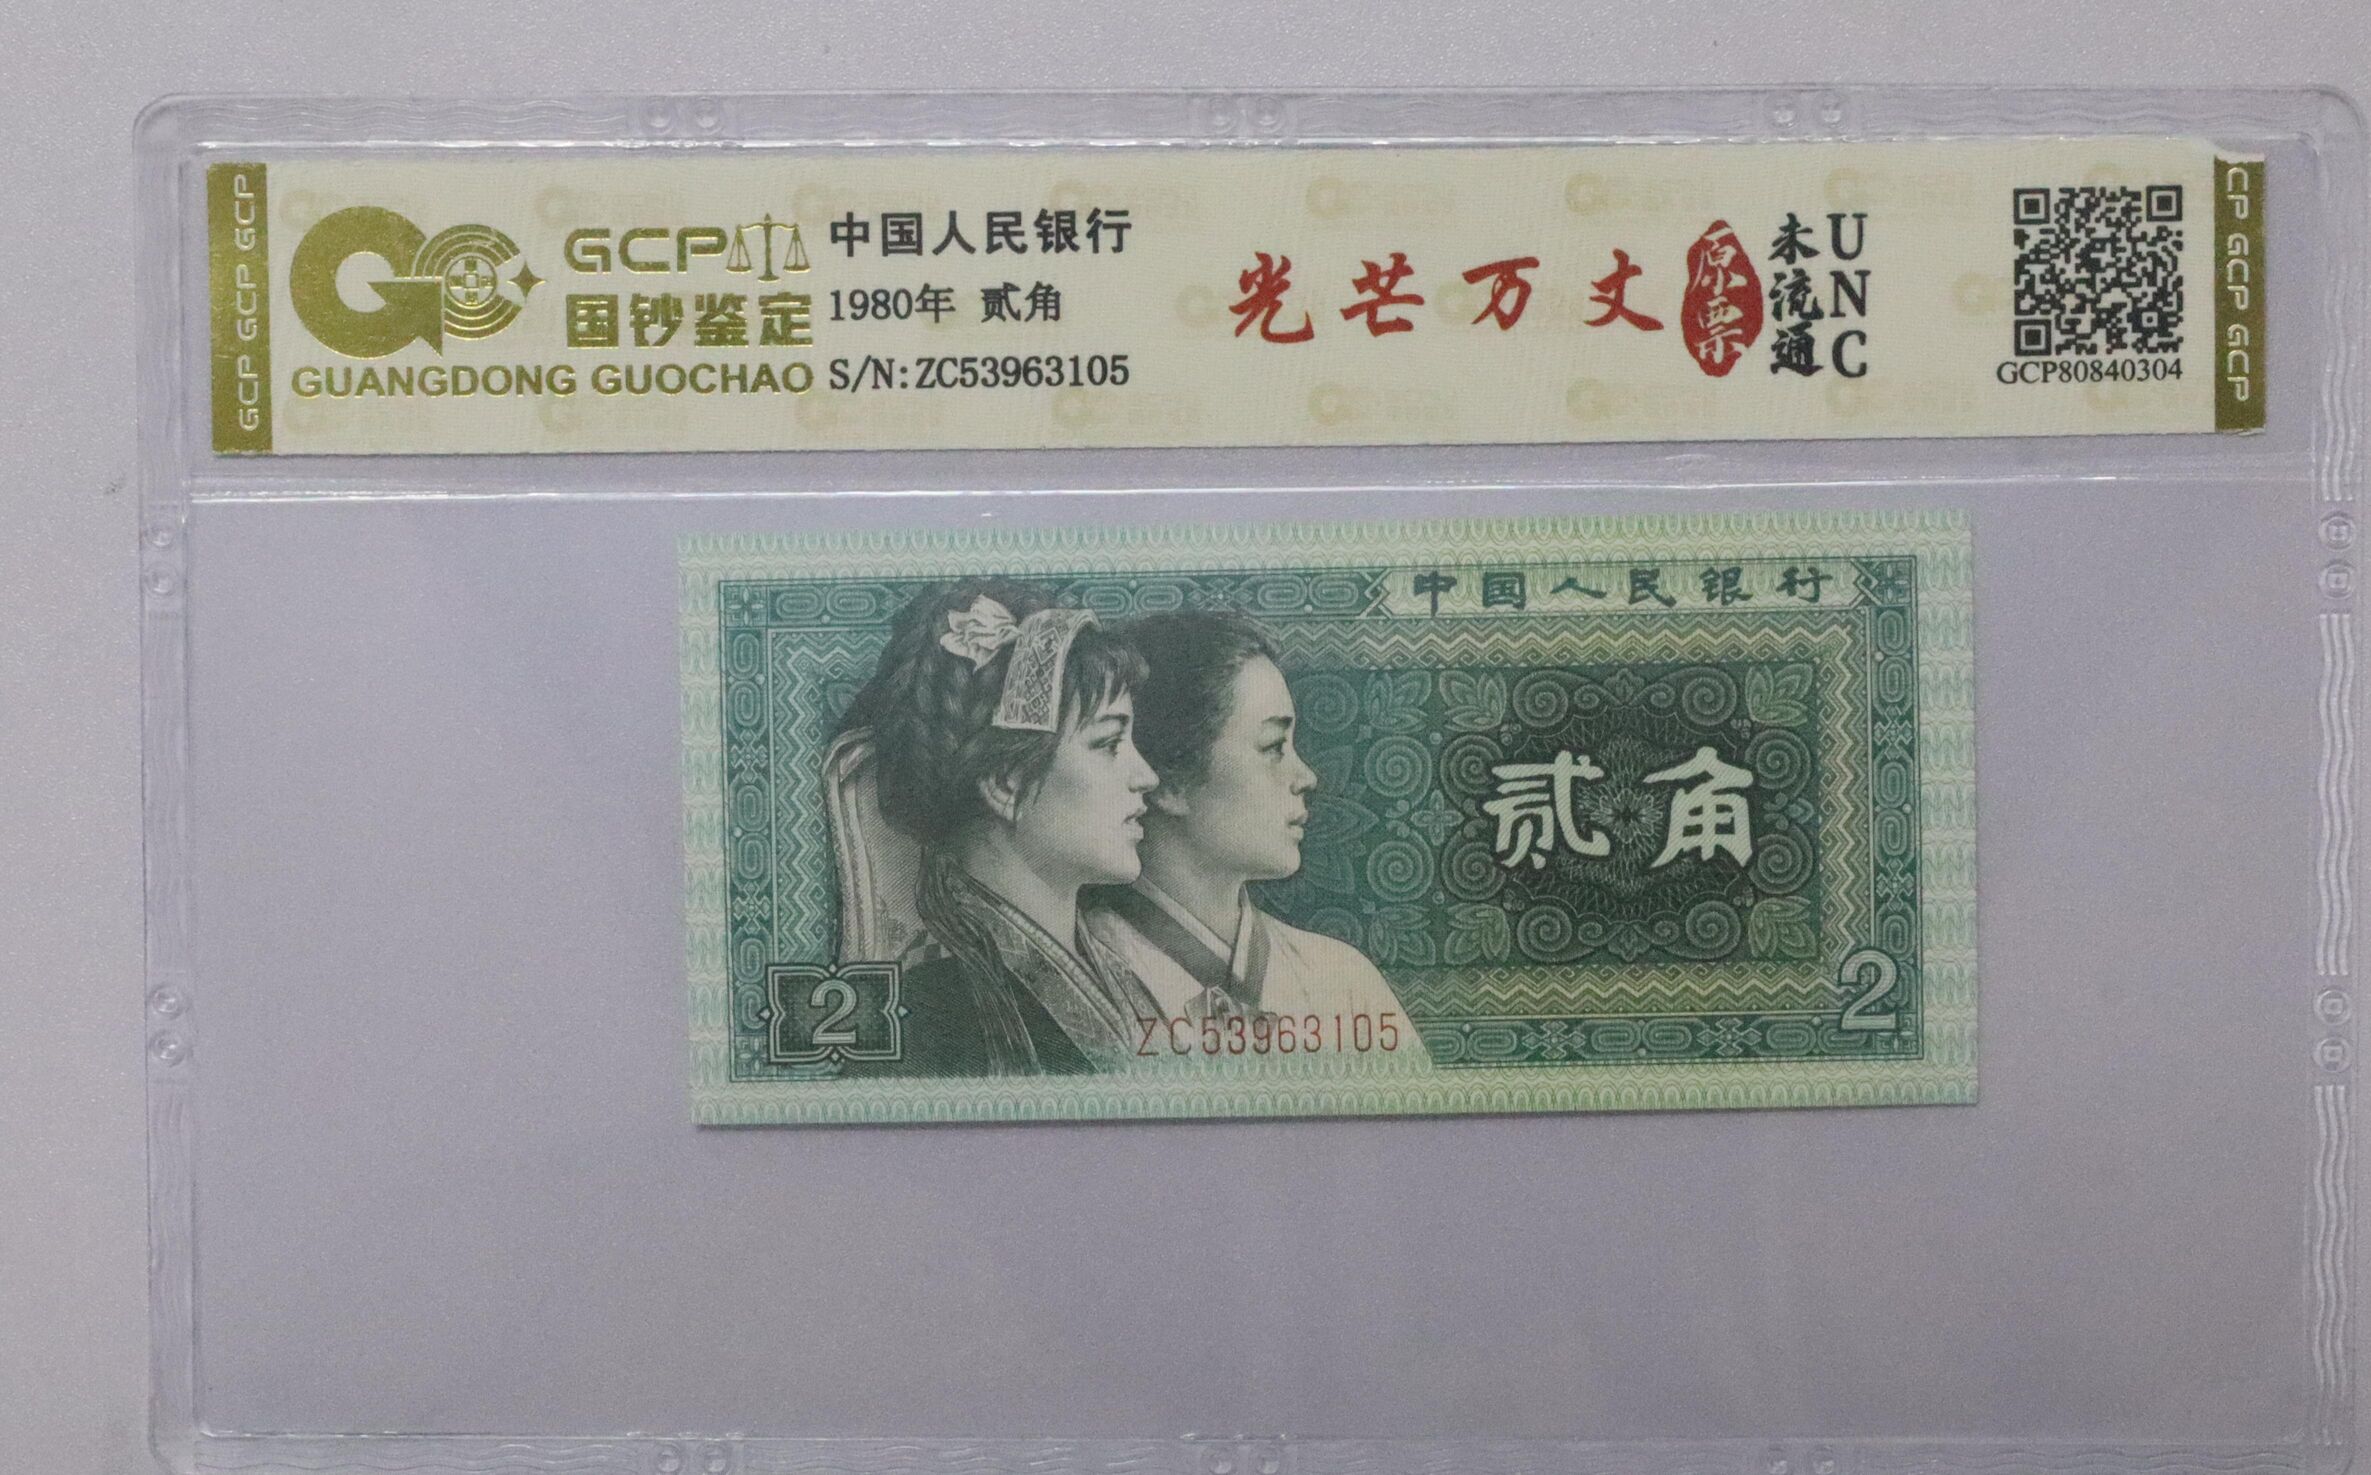 GCP GCP GCP
GCP
国钞鉴定
GUANGDONG GUOCHAO
中国人民银行
1980年 贰角
S/N: ZC53963105
光芒万丈
原票
未流通
UNC
GCP80840304
GCP GCP GCP
中国人民银行
贰角
2
2
ZC53963105